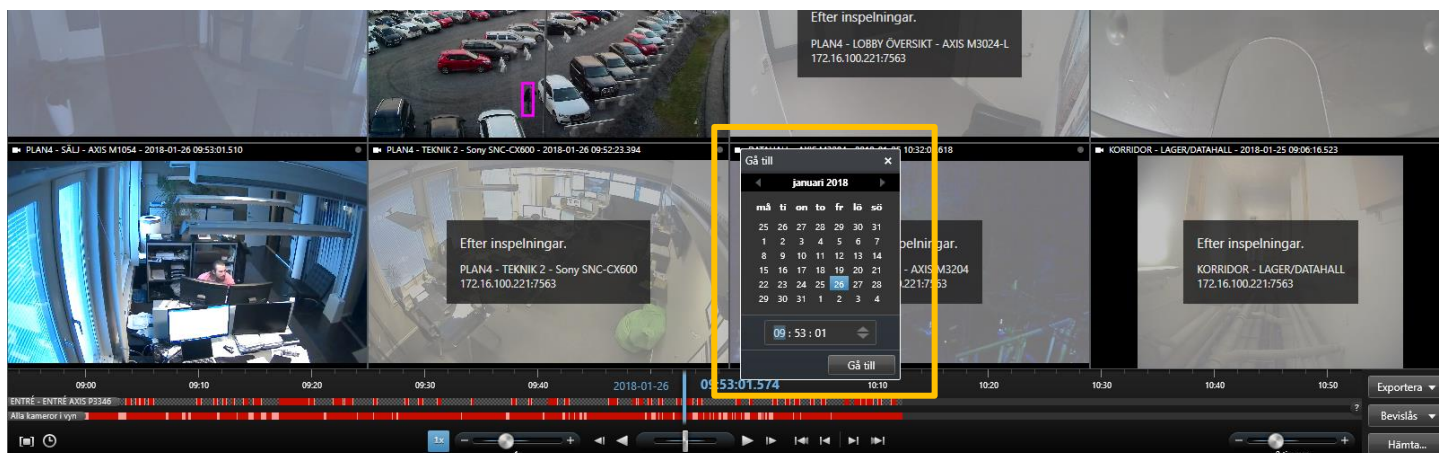 Efter inspelningar.
PLAN4 - LOBBY ÖVERSIKT - AXIS M3024-L
172.16.100.221:7563
PLAN4 - SÄLJ - AXIS M1054 - 2018-01-26 09:53:01.510
PLAN4 - TEKNIK 2 - Sony SNC-CX600 - 2018-01-26 09:52:23.394
KORRIDOR - LAGER/DATAHALL - 2018-01-25 09:06:16.523
Gå till
januari 2018
må ti on to fr lö sö
25 26 27 28 29 30 31
1 2 3 4 5 6 7
8 9 10 11 12 13 14
15 16 17 18 19 20 21
22 23 24 25 26 27 28
29 30 31 1 2 3 4
09 : 53 : 01
Gå till
Efter inspelningar.
PLAN4 - TEKNIK 2 - Sony SNC-CX600
172.16.100.221:7563
pelningar.
- AXIS M3204
.221:7563
Efter inspelningar.
KORRIDOR - LAGER/DATAHALL
172.16.100.221:7563
09:00 09:10 09:20 09:30 09:40 2018-01-26 09:53:01.574 10:10 10:20 10:30 10:40 10:50
ENTRÉ - ENTRÉ AXIS P3346
Alla kameror i vyn
?
1x
Exportera
Bevislås
Hämta...